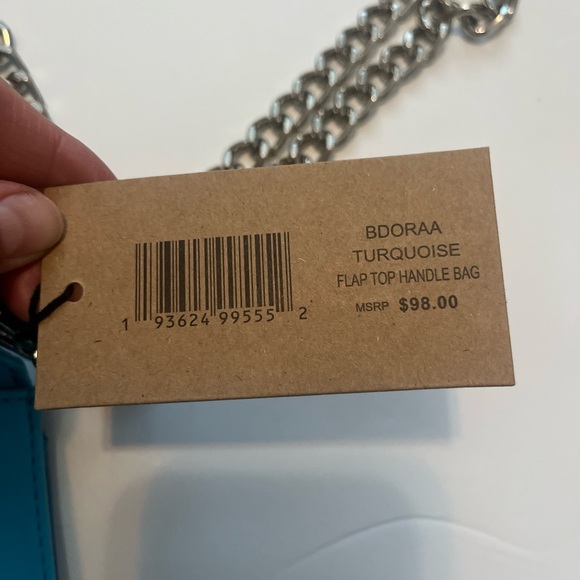 BDORAA
TURQUOISE
FLAP TOP HANDLE BAG
MSRP $98.00
1 93624 99555 2